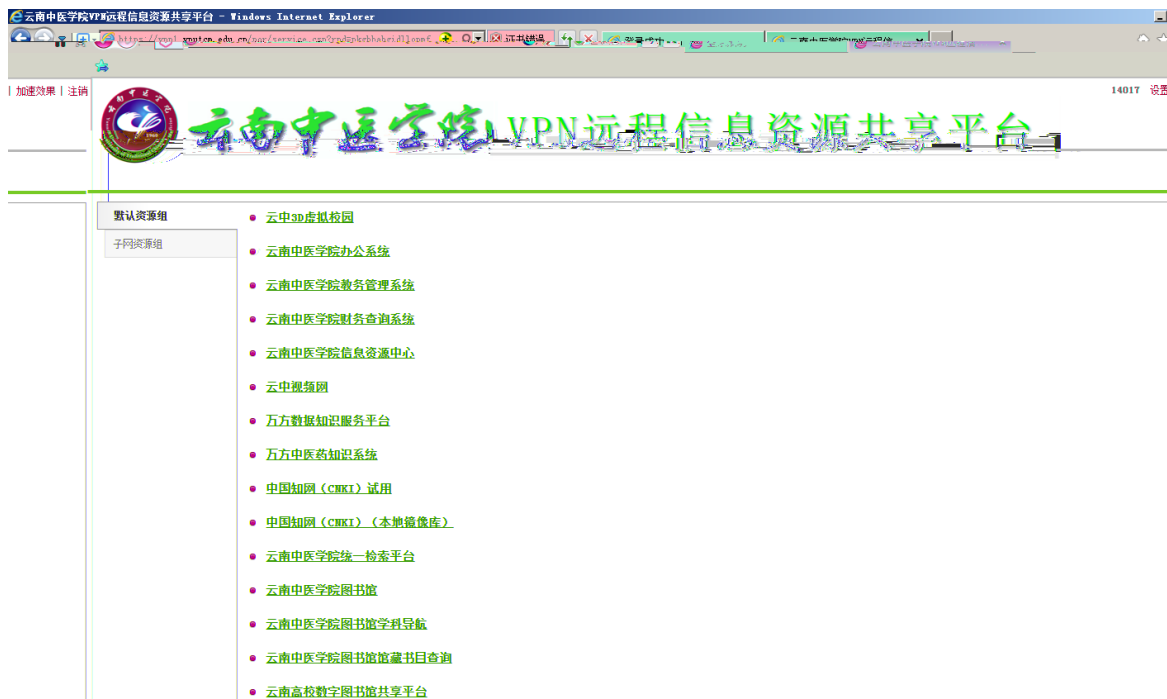 云南中医学院VPN远程信息资源共享平台 - Windows Internet Explorer
证书错误
| 加速效果 | 注销
14017 设置
云南中医学院VPN远程信息资源共享平台
默认资源组
子网资源组
云中3D虚拟校园
云南中医学院办公系统
云南中医学院教务管理系统
云南中医学院财务查询系统
云南中医学院信息资源中心
云中视频网
万方数据知识服务平台
万方中医药知识系统
中国知网（CNKI）试用
中国知网（CNKI）（本地镜像库）
云南中医学院统一检索平台
云南中医学院图书馆
云南中医学院图书馆学科导航
云南中医学院图书馆馆藏书目查询
云南高校数字图书馆共享平台